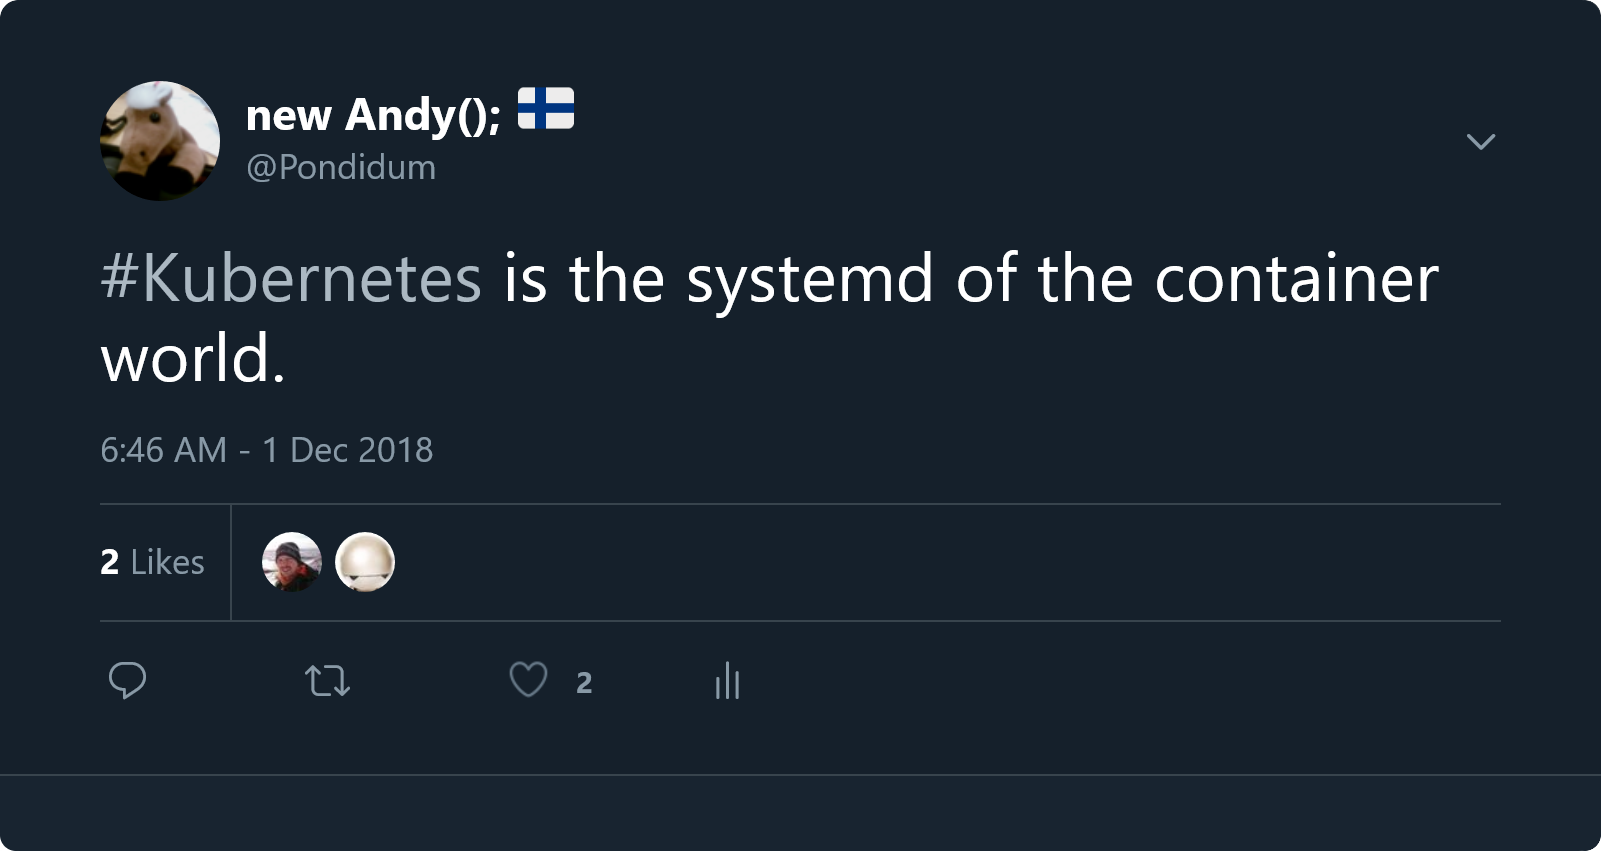 new Andy();
@Pondidum
#Kubernetes is the systemd of the container
world.
6:46 AM - 1 Dec 2018
2 Likes
2